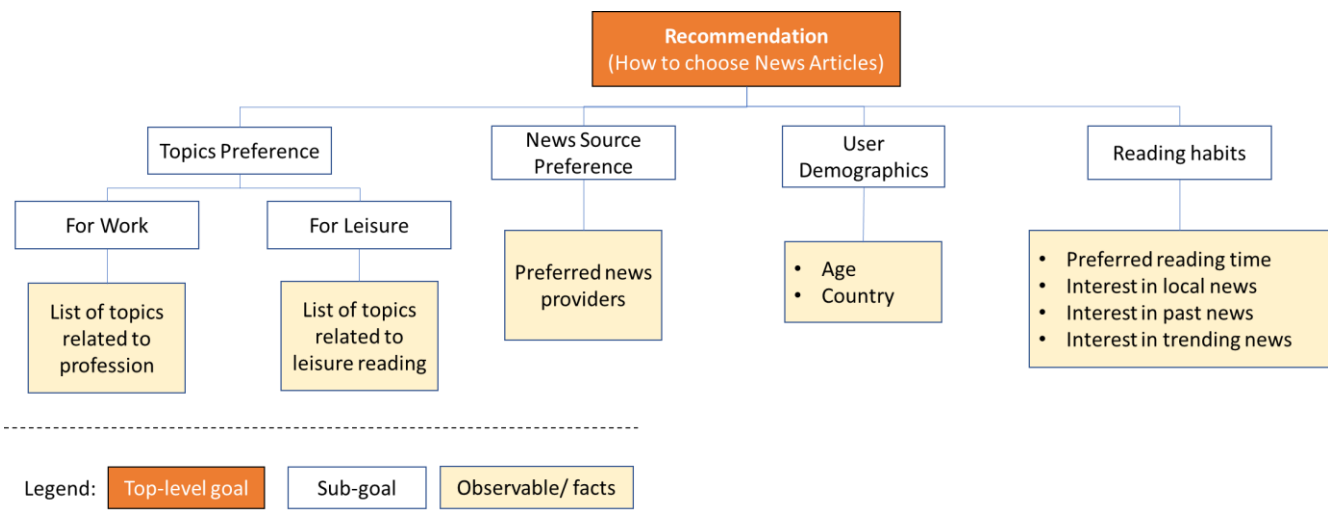 Recommendation
(How to choose News Articles)
Topics Preference
News Source
Preference
User
Demographics
Reading habits
For Work
For Leisure
List of topics
related to
profession
List of topics
related to
leisure reading
Preferred news
providers
• Age
• Country
• Preferred reading time
• Interest in local news
• Interest in past news
• Interest in trending news
Legend:
Top-level goal
Sub-goal
Observable/ facts